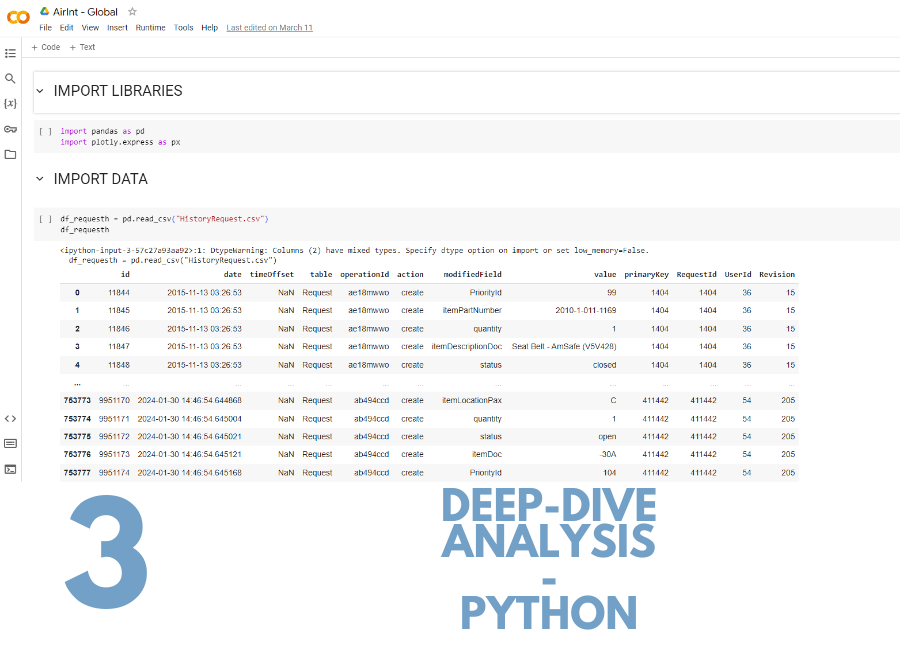 CO AirInt - Global
File Edit View Insert Runtime Tools Help Last edited on March 11
+ Code + Text
IMPORT LIBRARIES
[ ] import pandas as pd
import plotly.express as px
IMPORT DATA
[ ] df_requesth = pd.read_csv("HistoryRequest.csv")
df_requesth
<ipython-input-3-57c27a93aa92>:1: DtypeWarning: Columns (2) have mixed types. Specify dtype option on import or set low_memory=False.
df_requesth = pd.read_csv("HistoryRequest.csv")
id date timeOffset table operationId action modifiedField value primaryKey RequestId UserId Revision
0 11844 2015-11-13 03:26:53 NaN Request ae18mwwo create PriorityId 99 1404 1404 36 15
1 11845 2015-11-13 03:26:53 NaN Request ae18mwwo create itemPartNumber 2010-1-011-1169 1404 1404 36 15
2 11846 2015-11-13 03:26:53 NaN Request ae18mwwo create quantity 1 1404 1404 36 15
3 11847 2015-11-13 03:26:53 NaN Request ae18mwwo create itemDescriptionDoc Seal Belt - AmSafe (V5V428) 1404 1404 36 15
4 11848 2015-11-13 03:26:53 NaN Request ae18mwwo create status closed 1404 1404 36 15
... ... ... ... ... ... ... ... ... ... ... ... ...
753773 9951170 2024-01-30 14:46:54.644868 NaN Request ab494ccd create itemLocationPax C 411442 411442 54 205
753774 9951171 2024-01-30 14:46:54.645004 NaN Request ab494ccd create quantity 1 411442 411442 54 205
753775 9951172 2024-01-30 14:46:54.645021 NaN Request ab494ccd create status open 411442 411442 54 205
753776 9951173 2024-01-30 14:46:54.645121 NaN Request ab494ccd create itemDoc -30A 411442 411442 54 205
753777 9951174 2024-01-30 14:46:54.645168 NaN Request ab494ccd create PriorityId 104 411442 411442 54 205
3
DEEP-DIVE
ANALYSIS
-
PYTHON